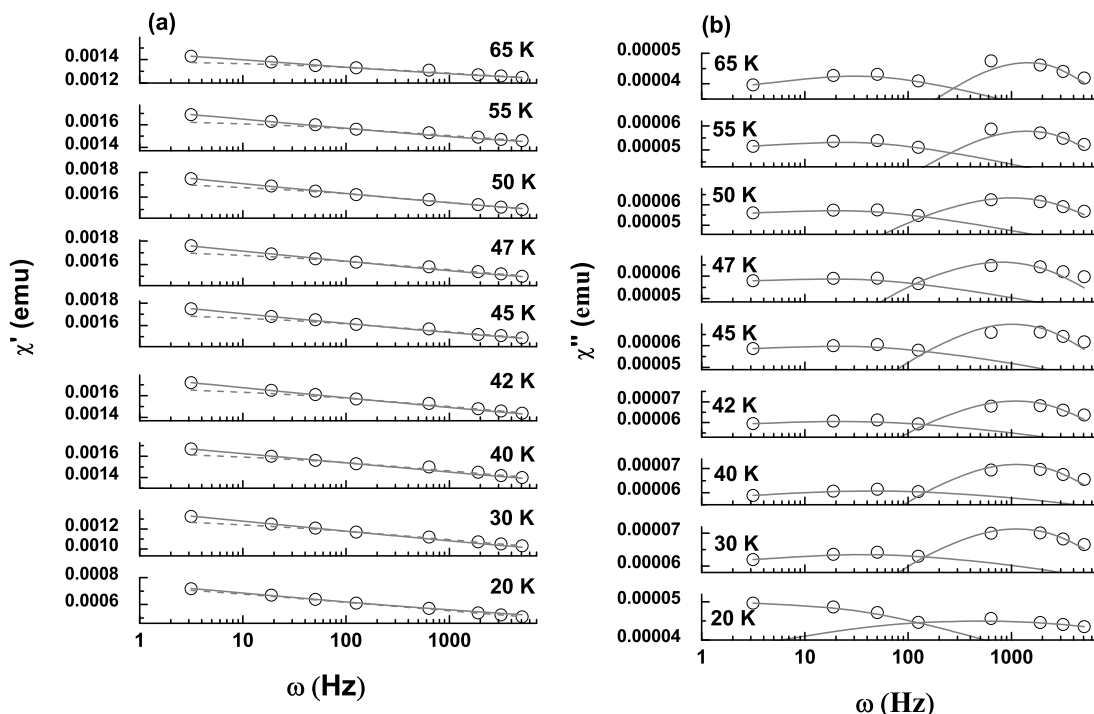 (a)
0.0014
0.0012
65 K
0.0016
0.0014
55 K
0.0016
50 K
0.0018
0.0016
47 K
0.0018
0.0016
45 K
0.0016
0.0014
42 K
0.0014
40 K
0.0012
0.0010
30 K
0.0008
0.0006
20 K
χ' (emu)
1 10 100 1000
ω (Hz)
(b)
0.00005
0.00004
65 K
0.00006
0.00005
55 K
0.00006
0.00005
50 K
0.00006
0.00005
47 K
0.00006
0.00005
45 K
0.00007
0.00006
42 K
0.00007
0.00006
40 K
0.00007
0.00006
30 K
0.00005
0.00004
20 K
χ'' (emu)
1 10 100 1000
ω (Hz)